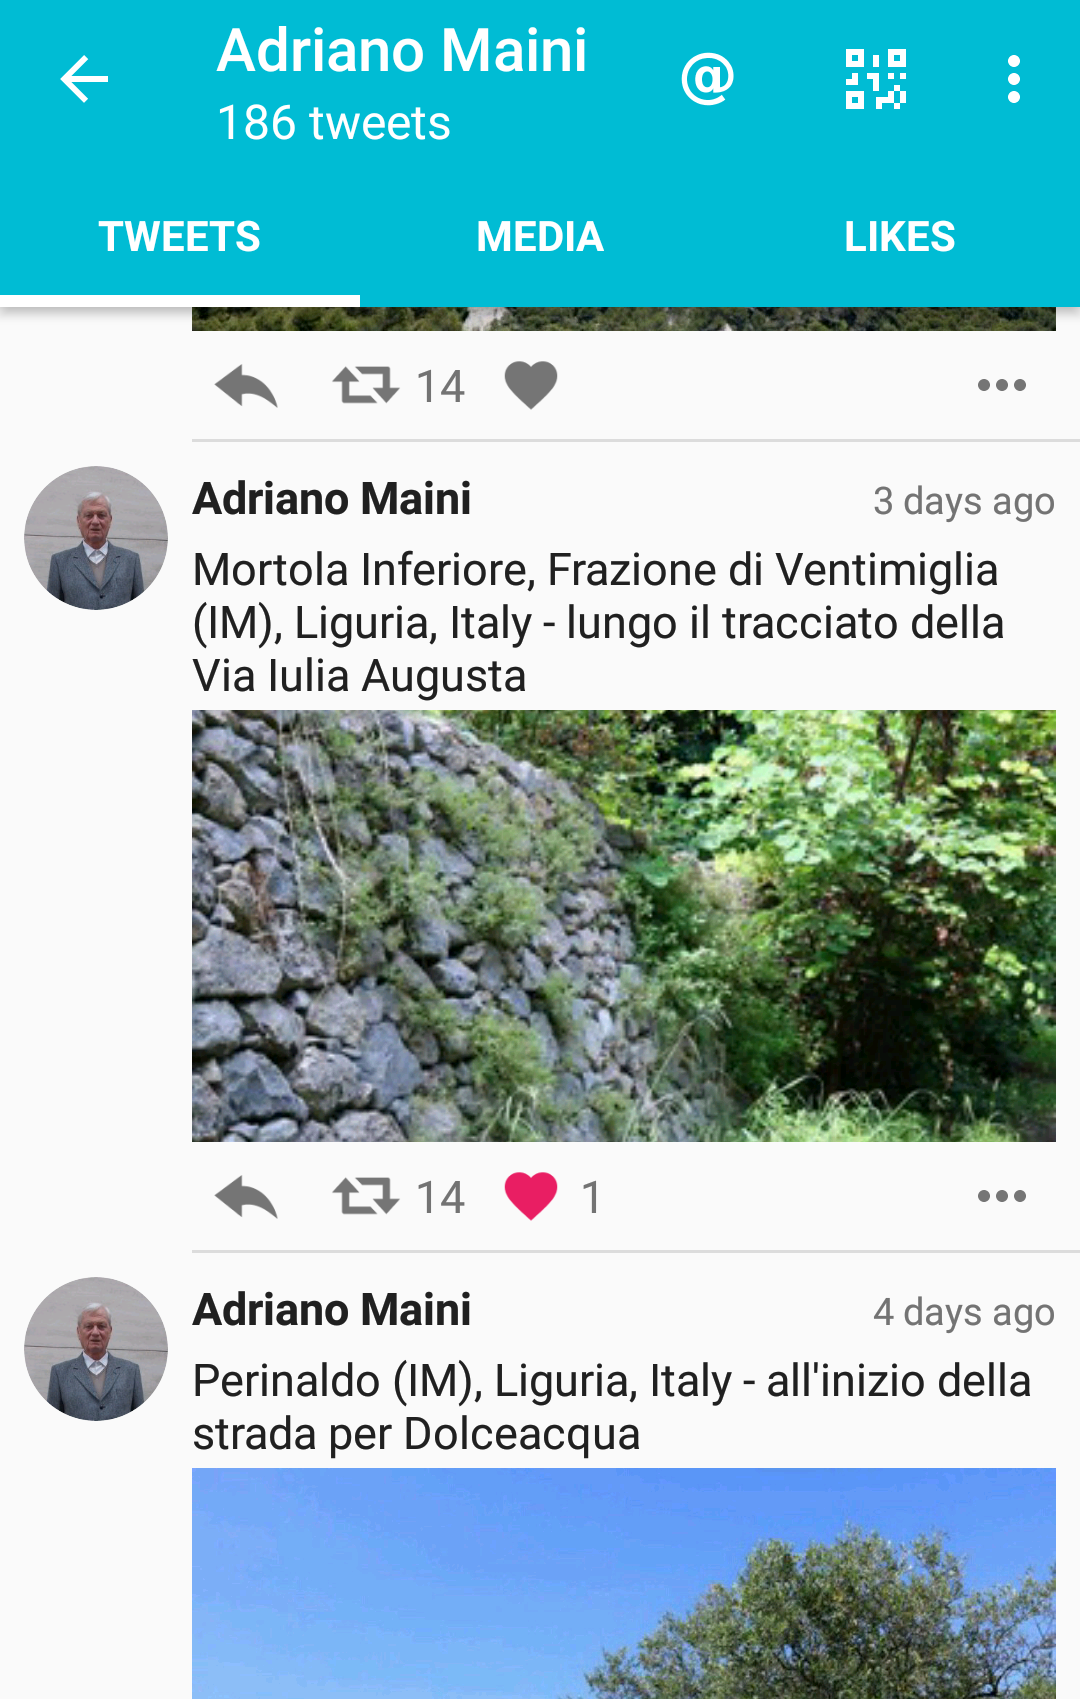 Adriano Maini
186 tweets
@
TWEETS
MEDIA
LIKES
14
Adriano Maini
3 days ago
Mortola Inferiore, Frazione di Ventimiglia
(IM), Liguria, Italy - lungo il tracciato della
Via Iulia Augusta
14
1
Adriano Maini
4 days ago
Perinaldo (IM), Liguria, Italy - all'inizio della
strada per Dolceacqua